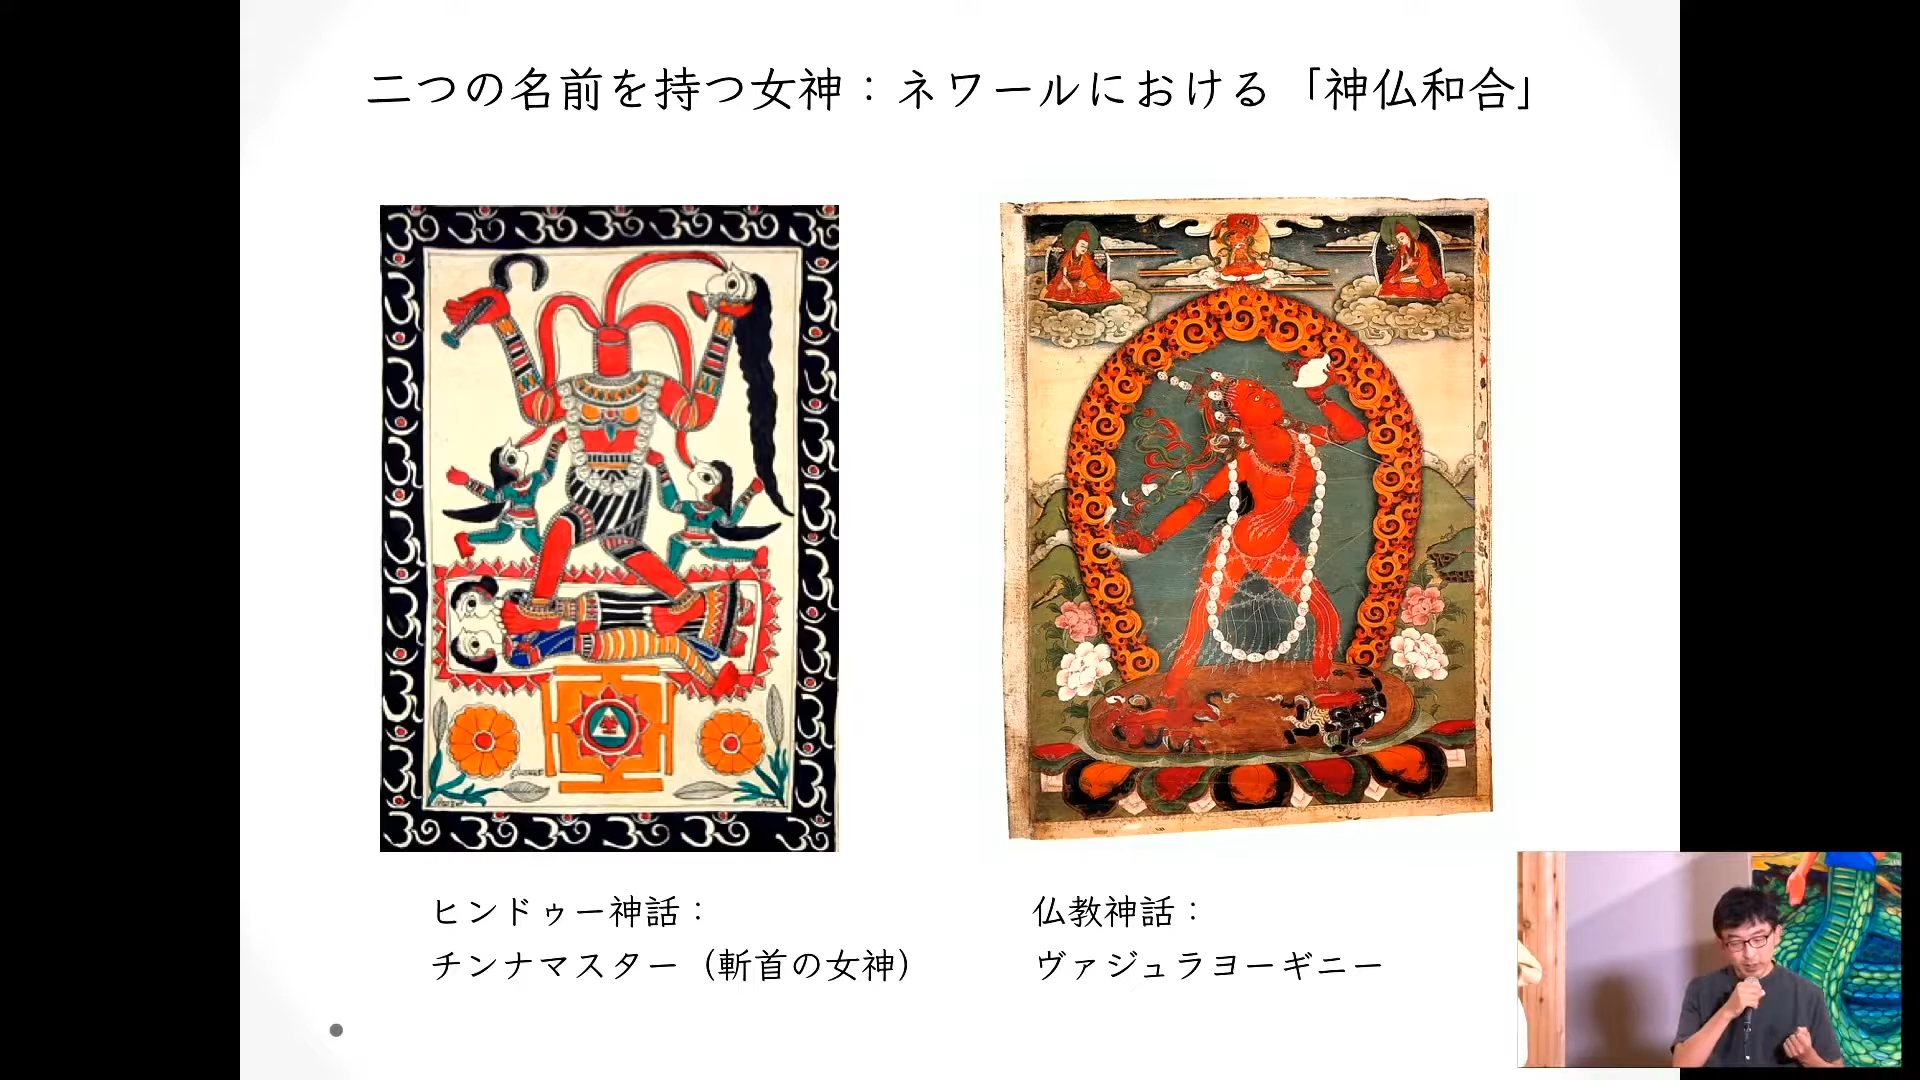 二つの名前を持つ女神：ネワールにおける「神仏和合」
ヒンドゥー神話：
チンナマスター（斬首の女神）
仏教神話：
ヴァジュラヨーギニー